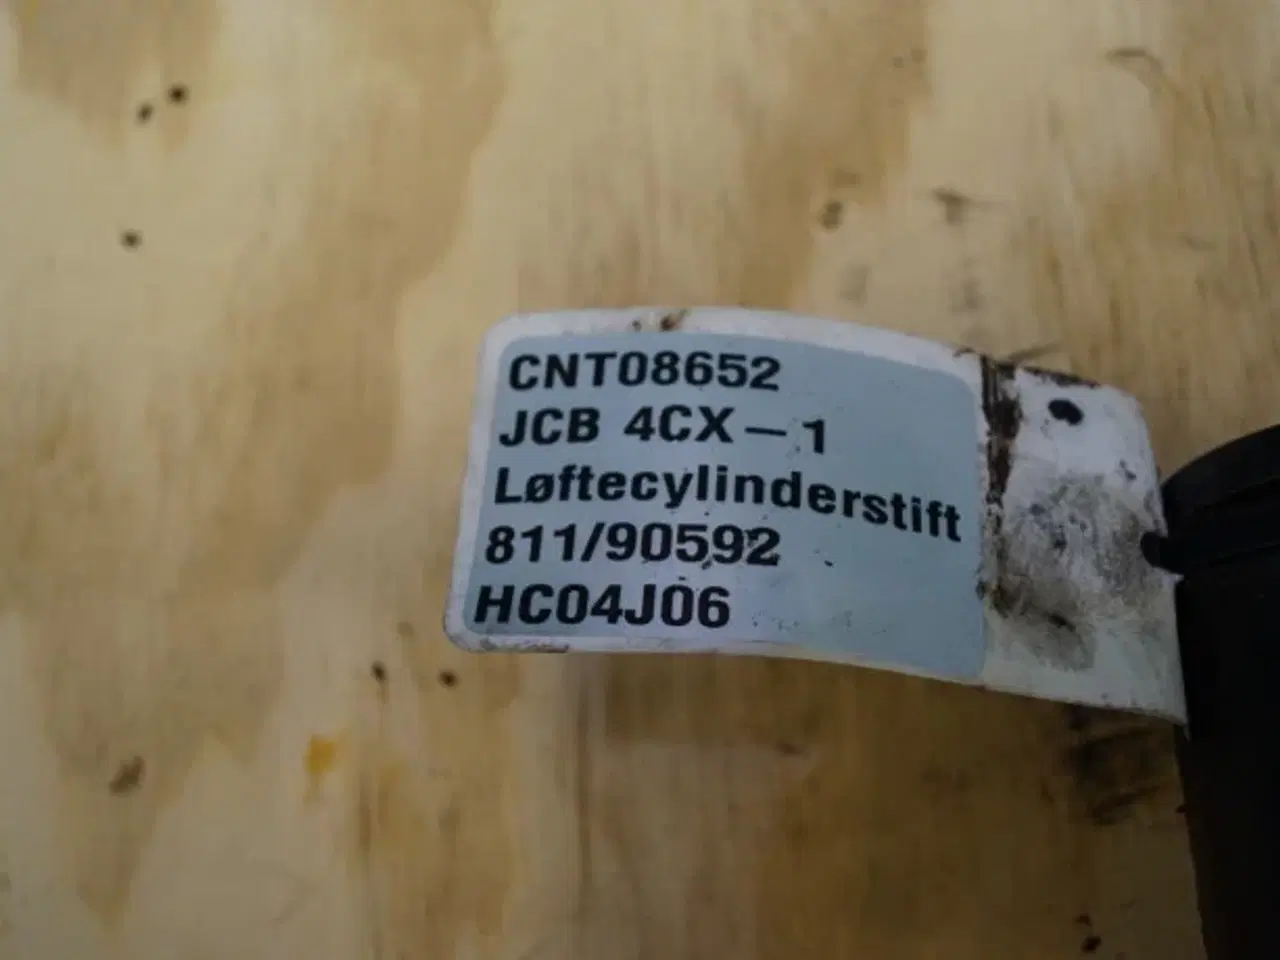 CNT08652
JCB 4CX – 1
Løftecylinderstift
811/90592
HC04J06